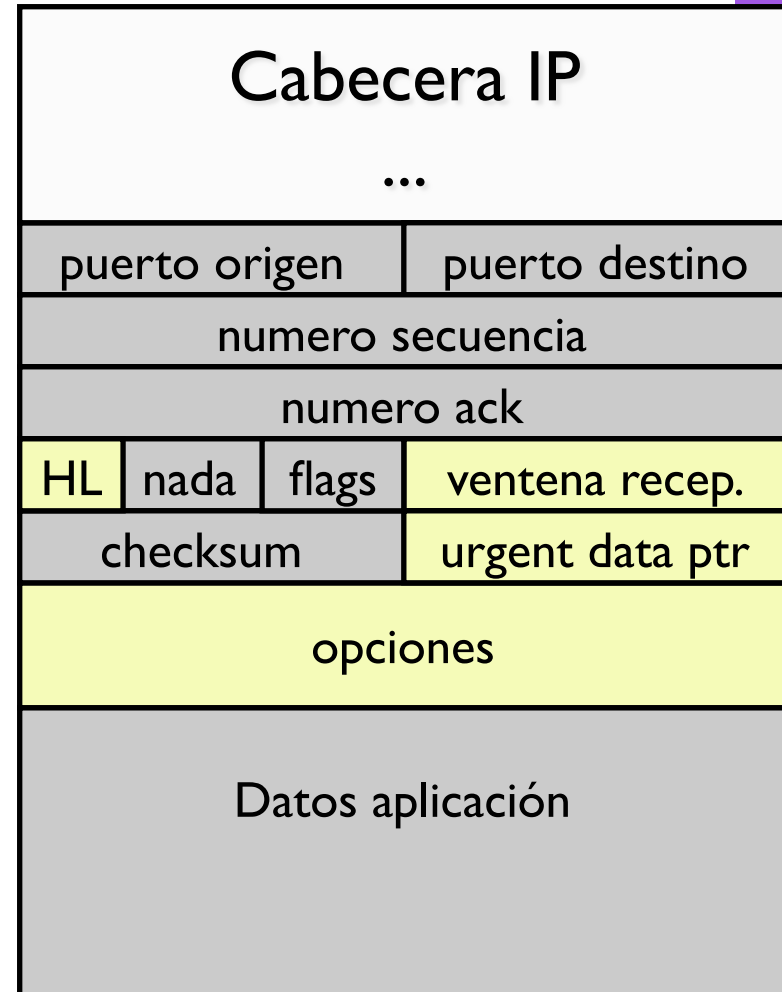 Cabecera IP
...
puerto origen
puerto destino
numero secuencia
numero ack
HL
nada
flags
ventena recep.
checksum
urgent data ptr
opciones
Datos aplicación